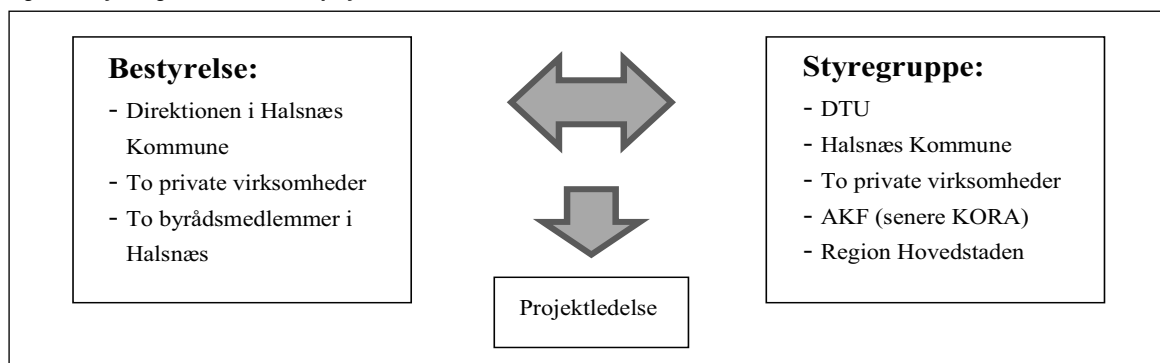 Bestyrelse:
- Direktionen i Halsnæs
Kommune
- To private virksomheder
- To byrådsmedlemmer i
Halsnæs
Styregruppe:
- DTU
- Halsnæs Kommune
- To private virksomheder
- AKF (senere KORA)
- Region Hovedstaden
Projektledelse